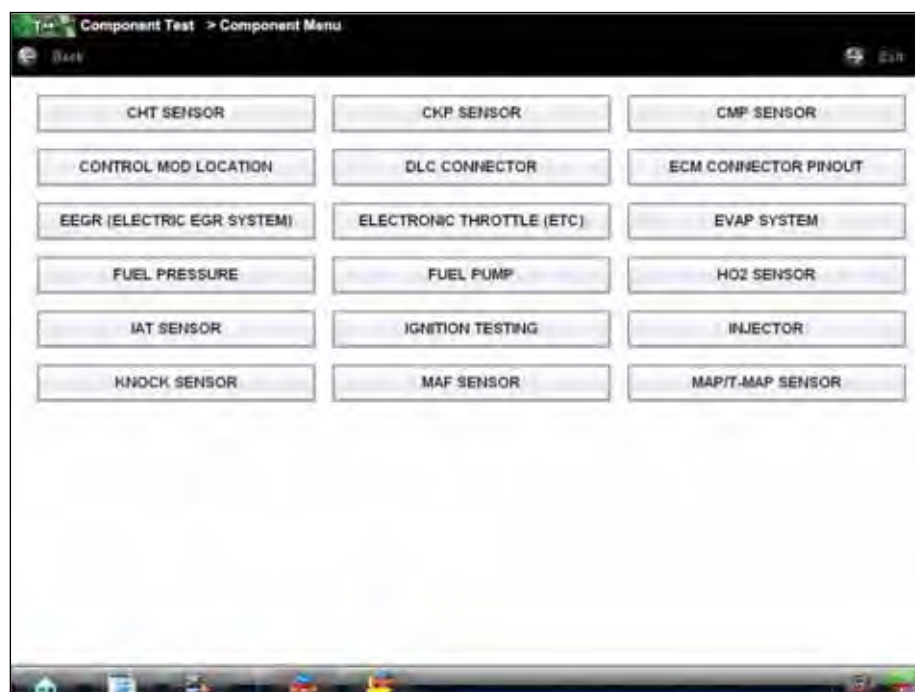 Component Test > Component Menu
Back Exit
CHT SENSOR CKP SENSOR CMP SENSOR
CONTROL MOD LOCATION DLC CONNECTOR ECM CONNECTOR PINOUT
EEGR (ELECTRIC EGR SYSTEM) ELECTRONIC THROTTLE (ETC) EVAP SYSTEM
FUEL PRESSURE FUEL PUMP HO2 SENSOR
IAT SENSOR IGNITION TESTING INJECTOR
KNOCK SENSOR MAF SENSOR MAP/T-MAP SENSOR